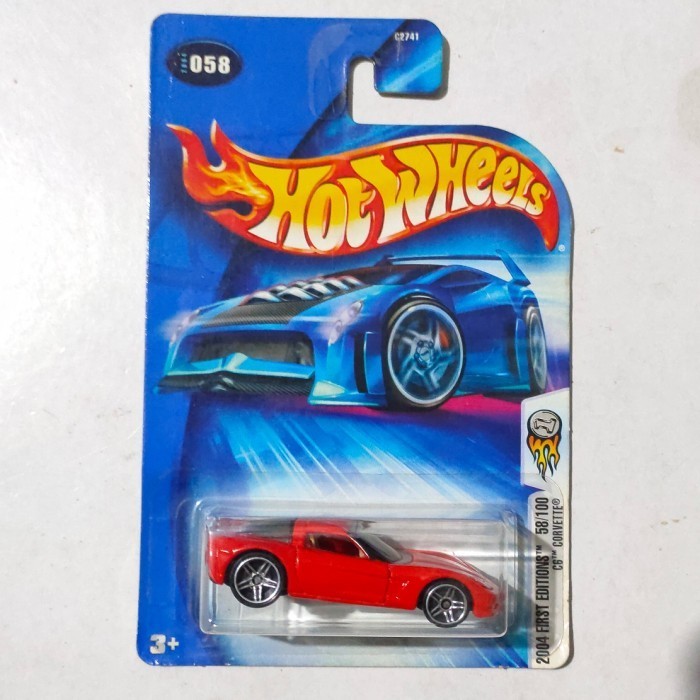 058
C2741
HOT WHEELS
®
2004 FIRST EDITIONS™ 58/100
C6™ CORVETTE®
3+